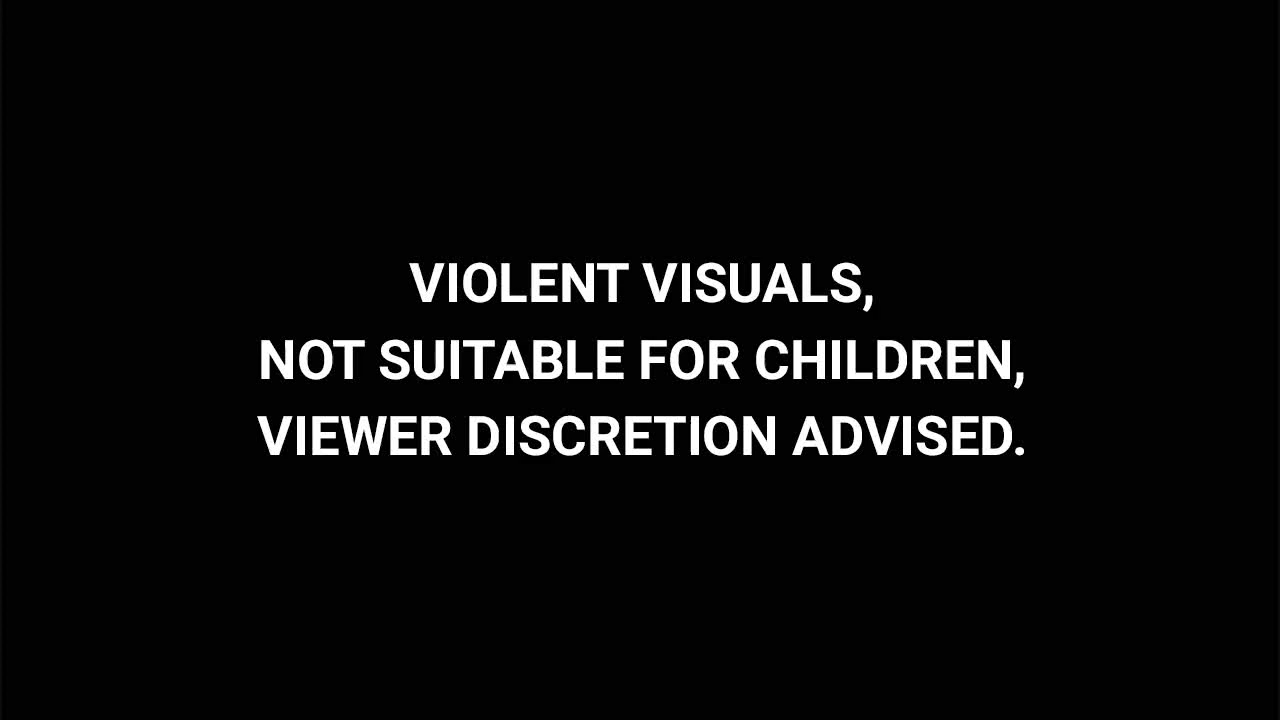 VIOLENT VISUALS,
NOT SUITABLE FOR CHILDREN,
VIEWER DISCRETION ADVISED.